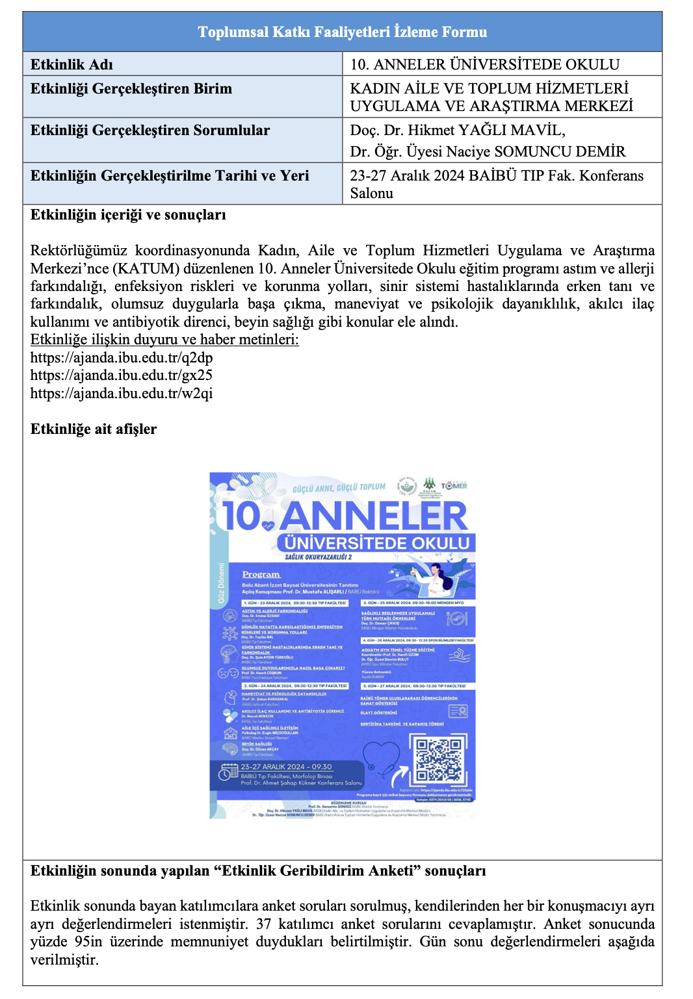 Toplumsal Katkı Faaliyetleri İzleme Formu
Etkinlik Adı
10. ANNELER ÜNİVERSİTEDE OKULU
Etkinliği Gerçekleştiren Birim
KADIN AİLE VE TOPLUM HİZMETLERİ
UYGULAMA VE ARAŞTIRMA MERKEZİ
Etkinliği Gerçekleştiren Sorumlular
Doç. Dr. Hikmet YAĞLI MAVİL,
Dr. Öğr. Üyesi Naciye SOMUNCU DEMİR
Etkinliğin Gerçekleştirilme Tarihi ve Yeri
23-27 Aralık 2024 BAİBÜ TIP Fak. Konferans
Salonu
Etkinliğin içeriği ve sonuçları
Rektörlüğümüz koordinasyonunda Kadın, Aile ve Toplum Hizmetleri Uygulama ve Araştırma
Merkezi’nce (KATUM) düzenlenen 10. Anneler Üniversitede Okulu eğitim programı astım ve allerji
farkındalığı, enfeksiyon riskleri ve korunma yolları, sinir sistemi hastalıklarında erken tanı ve
farkındalık, olumsuz duygularla başa çıkma, maneviyat ve psikolojik dayanıklılık, akılcı ilaç
kullanımı ve antibiyotik direnci, beyin sağlığı gibi konular ele alındı.
Etkinliğe ilişkin duyuru ve haber metinleri:
https://ajanda.ibu.edu.tr/q2dp
https://ajanda.ibu.edu.tr/gx25
https://ajanda.ibu.edu.tr/w2qi
Etkinliğe ait afişler
GÜÇLÜ ANNE, GÜÇLÜ TOPLUM
KATUM
TÖMER
10. ANNELER
ÜNİVERSİTEDE OKULU
SAĞLIK OKURYAZARLIĞI 2
Güz Dönemi
Program
Bolu Abant İzzet Baysal Üniversitesinin Tanıtımı
Açılış Konuşması: Prof. Dr. Mustafa ALİŞARLI / BAİBÜ Rektörü
1. GÜN – 23 ARALIK 2024, 09:30-12:30 TIP FAKÜLTESİ
ASTIM VE ALERJİ FARKINDALIĞI
Doç. Dr. Emine ÖZSARI
BAİBÜ Tıp Fakültesi
GÜNLÜK HAYATTA KARŞILAŞTIĞIMIZ ENFEKSİYON
RİSKLERİ VE KORUNMA YOLLARI
Doç. Dr. Tayibe BAL
BAİBÜ Tıp Fakültesi
SİNİR SİSTEMİ HASTALIKLARINDA ERKEN TANI VE
FARKINDALIK
Doç. Dr. Şule AYDIN TÜRKOĞLU
BAİBÜ Tıp Fakültesi
OLUMSUZ DUYGULARIMIZLA NASIL BAŞA ÇIKARIZ?
Prof. Dr. Hamit COŞKUN
BAİBÜ Fen Edebiyat Fakültesi
2. GÜN – 24 ARALIK 2024, 09:30-12:30 TIP FAKÜLTESİ
MANEVİYAT VE PSİKOLOJİK DAYANIKLILIK
Prof. Dr. Şaban KARASAKAL
BAİBÜ İlahiyat Fakültesi
AKILCI İLAÇ KULLANIMI VE ANTİBİYOTİK DİRENCİ
Dr. Necati BÜKECİK
BAİBÜ Tıp Fakültesi
AİLE İÇİ SAĞLIKLI İLETİŞİM
Psikolog Dr. Evgin MİÇOOĞULLARI
BAİBÜ Mediko-Sosyal Merkezi
BEYİN SAĞLIĞI
Doç. Dr. Güven AKÇAY
BAİBÜ Tıp Fakültesi
3. GÜN – 25 ARALIK 2024, 09:30-16:00 MENGEN MYO
SAĞLIKLI BESLENMEDE UYGULAMALI
TÜRK MUTFAĞI ÖRNEKLERİ
Doç. Dr. Osman ÇAVUŞ
BAİBÜ Mengen Meslek Yüksekokulu
4. GÜN – 26 ARALIK 2024, 09:30- 12:30 SPOR BİLİMLERİ FAKÜLTESİ
AQUAYM GYM TEMEL YÜZME EĞİTİMİ
Koordinatör: Prof. Dr. Hanifi ÜZÜM
Dr. Öğr. Üyesi Devrim BULUT
BAİBÜ Spor Bilimleri Fakültesi
Yüzme Antrenörü
DUMAN
5. GÜN – 27 ARALIK 2024, 09:30-12:30 TIP FAKÜLTESİ
BAİBÜ TÖMER ULUSLARARASI ÖĞRENCİLERİNİN
SANAT GÖSTERİSİ
SLAYT GÖSTERİMİ
SERTİFİKA TAKDİMİ VE KAPANIŞ TÖRENİ
23-27 ARALIK 2024 – 09.30
BAİBÜ Tıp Fakültesi, Morfoloji Binası
Prof. Dr. Ahmet Şahap Kükner Konferans Salonu
Programa kayıt için online başvuru formunu doldurmanız gerekmektedir.
DÜZENLEME KURULU
Prof. Dr. Samettin GÜNDÜZ BAİBÜ Rektör Yardımcısı
Doç. Dr. Hikmet YAĞLI MAVİL BAİBÜ Kadın Aile ve Toplum Hizmetleri Uygulama ve Araştırma Merkezi Müdürü
Dr. Öğr. Üyesi Naciye SOMUNCU DEMİR BAİBÜ Kadın Aile ve Toplum Hizmetleri Uygulama ve Araştırma Merkezi Müdür Yardımcısı
Etkinliğin sonunda yapılan “Etkinlik Geribildirim Anketi” sonuçları
Etkinlik sonunda bayan katılımcılara anket soruları sorulmuş, kendilerinden her bir konuşmacıyı ayrı
ayrı değerlendirmeleri istenmiştir. 37 katılımcı anket sorularını cevaplamıştır. Anket sonucunda
yüzde 95in üzerinde memnuniyet duydukları belirtilmiştir. Gün sonu değerlendirmeleri aşağıda
verilmiştir.